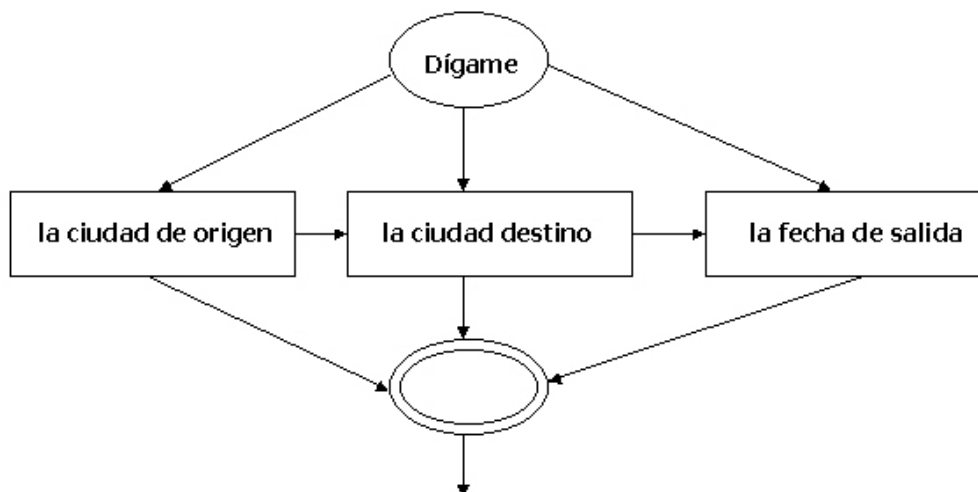 Dígame
la ciudad de origen
la ciudad destino
la fecha de salida